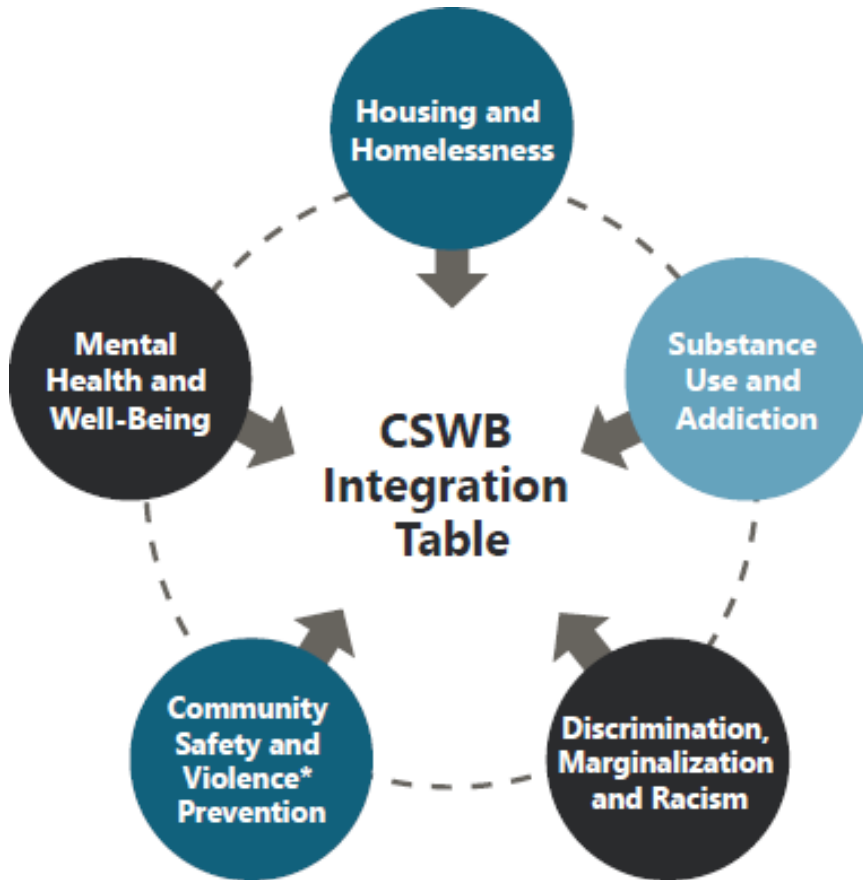 Housing and
Homelessness
Substance
Use and
Addiction
Discrimination,
Marginalization
and Racism
Community
Safety and
Violence*
Prevention
Mental
Health and
Well-Being
CSWB
Integration
Table